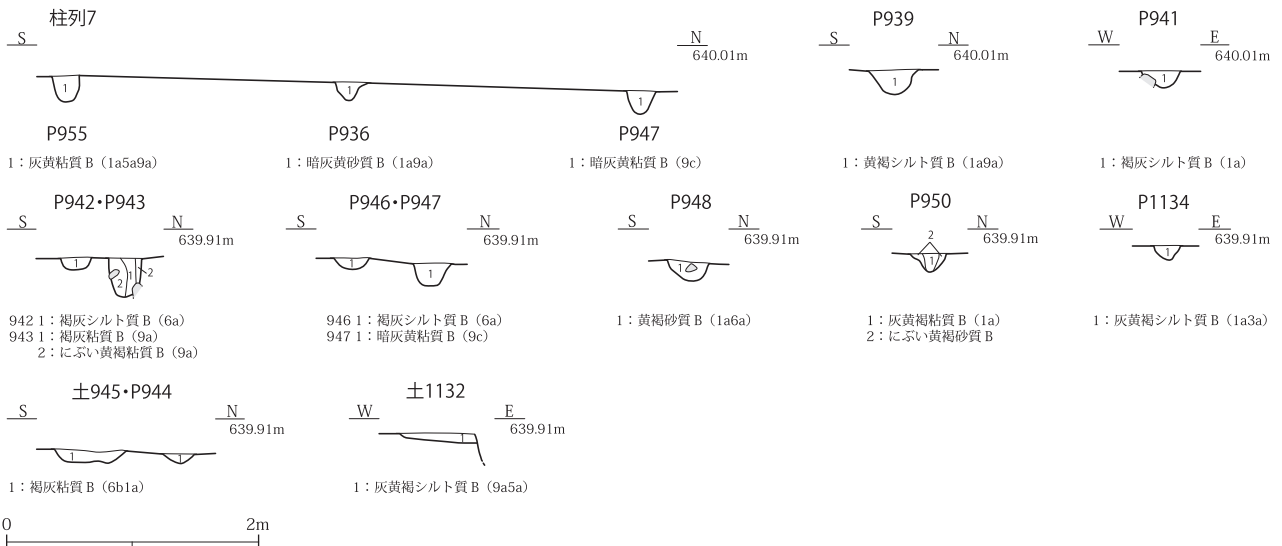 柱列7
S
N
640.01m
1
1
1
P955
P936
P947
1：灰黄粘質B（1a5a9a）
1：暗灰黄砂質B（1a9a）
1：暗灰黄粘質B（9c）
P939
S
N
640.01m
1
1：黄褐シルト質B（1a9a）
P941
W
E
640.01m
1
1：褐灰シルト質B（1a）
P942・P943
S
N
639.91m
1
2
1
2
942 1：褐灰シルト質B（6a）
943 1：褐灰粘質B（9a）
2：にぶい黄褐粘質B（9a）
P946・P947
S
N
639.91m
1
1
946 1：褐灰シルト質B（6a）
947 1：暗灰黄粘質B（9c）
P948
S
N
639.91m
1
1：黄褐砂質B（1a6a）
P950
S
N
639.91m
2
1
1：灰黄褐粘質B（1a）
2：にぶい黄褐砂質B
P1134
W
E
639.91m
1
1：灰黄褐シルト質B（1a3a）
土945・P944
S
N
639.91m
1
1
1：褐灰粘質B（6b1a）
土1132
W
E
639.91m
1
1：灰黄褐シルト質B（9a5a）
0
2m